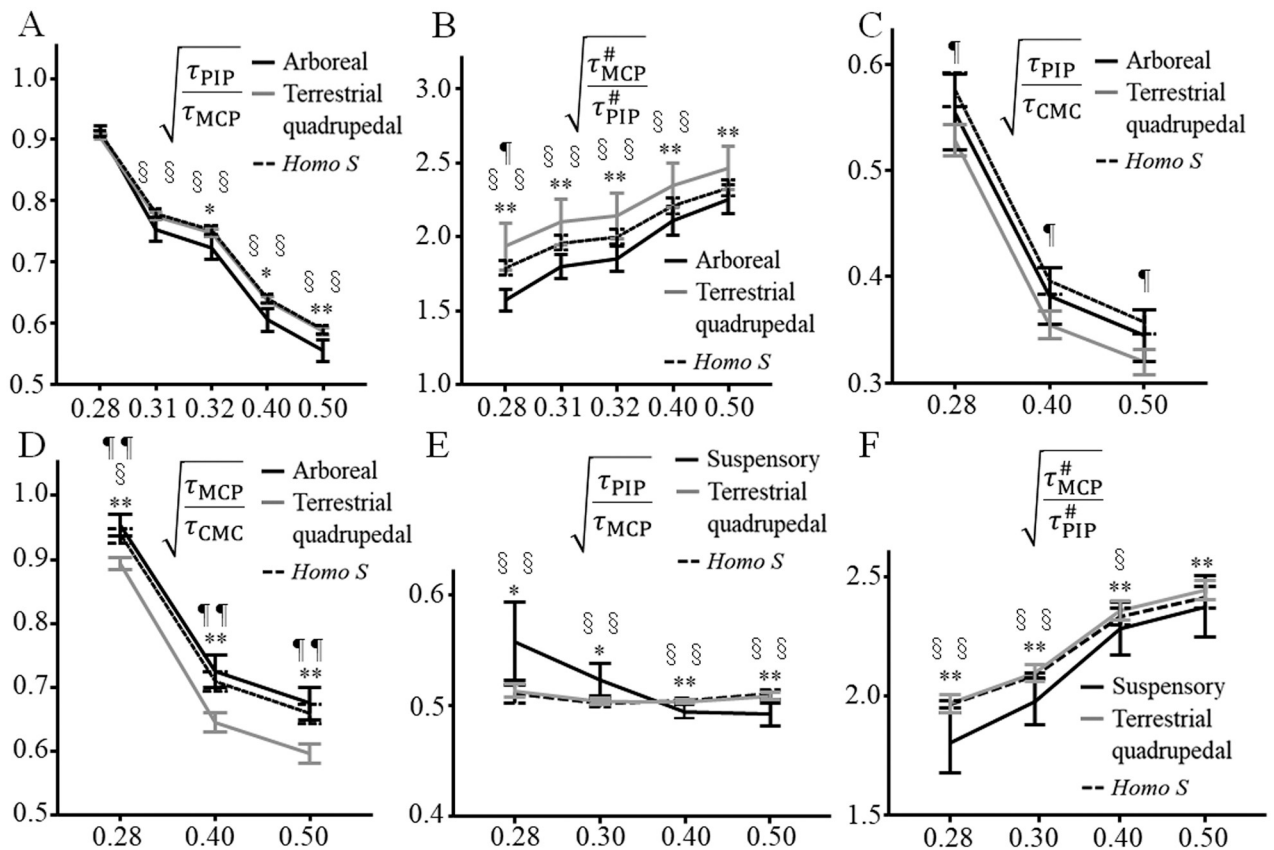 A
√(τPIP/τMCP)
Arboreal
Terrestrial
quadrupedal
Homo S
1.0
0.9
0.8
0.7
0.6
0.5
§ §
§ §
*
§ §
*
§ §
**
0.28 0.31 0.32 0.40 0.50
B
√(τ#MCP/τ#PIP)
3.0
2.5
2.0
1.5
1.0
¶
§ §
**
§ §
**
§ §
**
§ §
**
**
Arboreal
Terrestrial
quadrupedal
Homo S
0.28 0.31 0.32 0.40 0.50
C
√(τPIP/τCMC)
Arboreal
Terrestrial
quadrupedal
Homo S
0.6
0.5
0.4
0.3
¶
¶
¶
0.28 0.40 0.50
D
√(τMCP/τCMC)
Arboreal
Terrestrial
quadrupedal
Homo S
1.0
0.9
0.8
0.7
0.6
0.5
¶ ¶
§
**
¶ ¶
**
¶ ¶
**
0.28 0.40 0.50
E
√(τPIP/τMCP)
Suspensory
Terrestrial
quadrupedal
Homo S
0.6
0.5
0.4
§ §
*
§ §
*
§ §
**
§ §
**
0.28 0.30 0.40 0.50
F
√(τ#MCP/τ#PIP)
2.5
2.0
1.5
§ §
**
§ §
**
§
**
**
Suspensory
Terrestrial
quadrupedal
Homo S
0.28 0.30 0.40 0.50